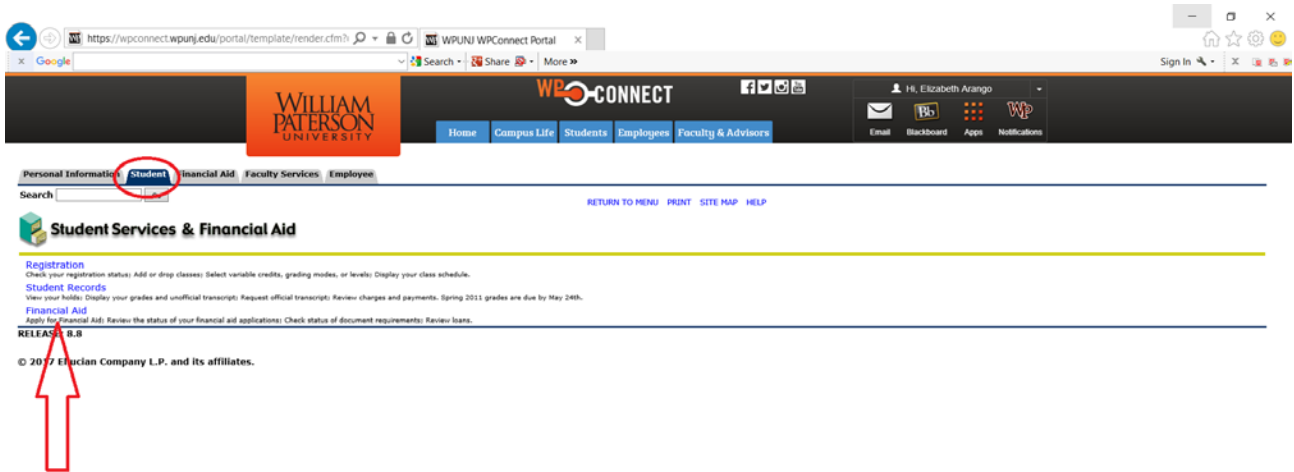 https://wpconnect.wpunj.edu/portal/template/render.cfm?
WPUNJ WPConnect Portal
x Google Search Share More »
Sign In
WILLIAM
PATERSON
UNIVERSITY
WP CONNECT
Hi, Elizabeth Arango
Bb WP
Email Blackboard Apps Notifications
Home Campus Life Students Employees Faculty & Advisors
Personal Information Student Financial Aid Faculty Services Employee
Search
RETURN TO MENU PRINT SITE MAP HELP
Student Services & Financial Aid
Registration
Check your registration status; Add or drop classes; Select variable credits, grading modes, or levels; Display your class schedule.
Student Records
View your holds; Display your grades and unofficial transcript; Request official transcript; Review charges and payments. Spring 2011 grades are due by May 24th.
Financial Aid
Apply for Financial Aid; Review the status of your financial aid applications; Check status of document requirements; Review loans.
RELEASE: 8.8
© 2017 Ellucian Company L.P. and its affiliates.